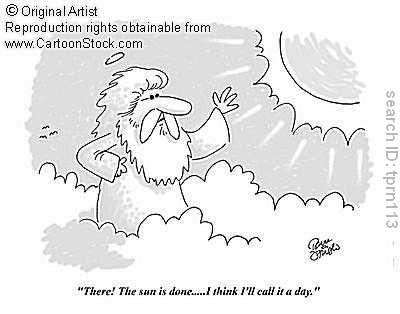 © Original Artist
Reproduction rights obtainable from
www.CartoonStock.com
search ID: tprn113
"There! The sun is done.....I think I'll call it a day."